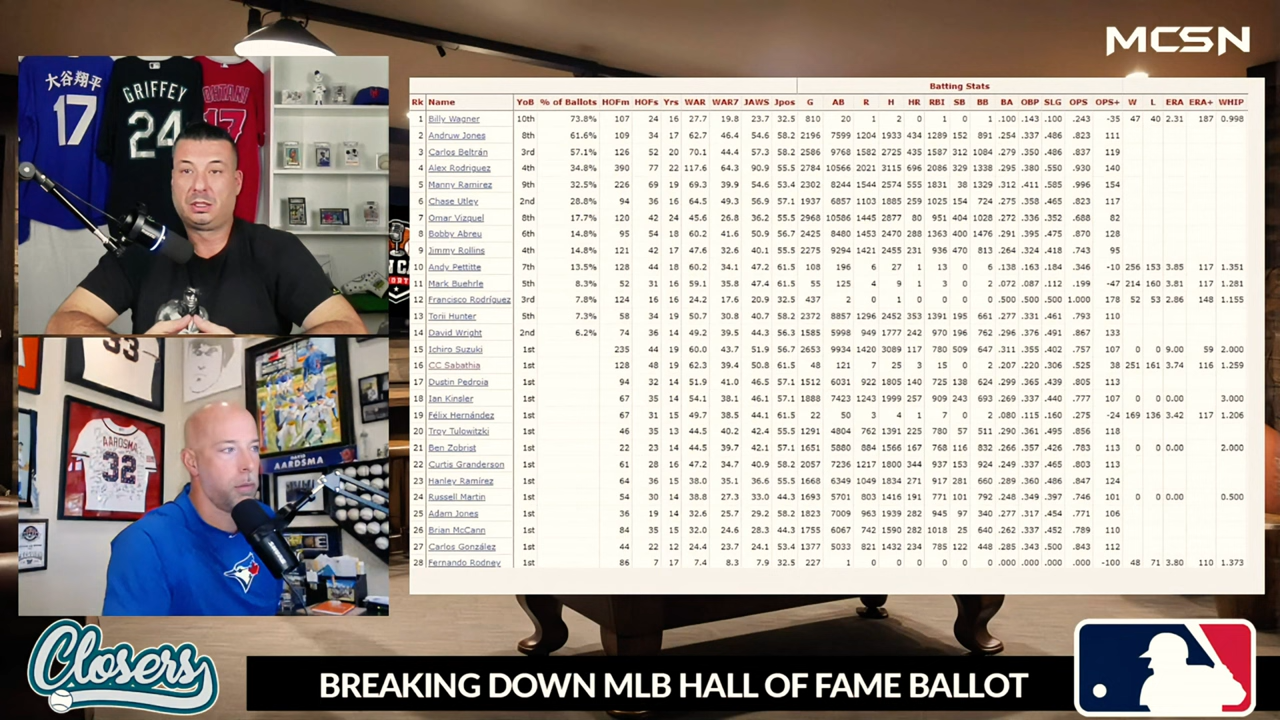 MCSN
大谷翔平
17
GRIFFEY
24
OHTANI
17
33
AARDSMA
32
DAVID
AARDSMA
Batting Stats
Rk Name YoB % of Ballots HOFm HOFs Yrs WAR WAR7 JAWS Jpos G AB R H HR RBI SB BB BA OBP SLG OPS OPS+ W L ERA ERA+ WHIP
1 Billy Wagner 10th 73.8% 107 24 16 27.7 19.8 23.7 32.5 810 20 1 2 0 1 0 1 .100 .143 .100 .243 -35 47 40 2.31 187 0.998
2 Andruw Jones 8th 61.6% 109 34 17 62.7 46.4 54.6 58.2 2196 7599 1204 1933 434 1289 152 891 .254 .337 .486 .823 111
3 Carlos Beltrán 3rd 57.1% 126 52 20 70.1 44.4 57.3 58.2 2586 9768 1582 2725 435 1587 312 1084 .279 .350 .486 .837 119
4 Alex Rodriguez 4th 34.8% 390 77 22 117.6 64.3 90.9 55.5 2784 10566 2021 3115 696 2086 329 1338 .295 .380 .550 .930 140
5 Manny Ramirez 9th 32.5% 226 69 19 69.3 39.9 54.6 53.4 2302 8244 1544 2574 555 1831 38 1329 .312 .411 .585 .996 154
6 Chase Utley 2nd 28.8% 94 36 16 64.5 49.3 56.9 57.1 1937 6857 1103 1885 259 1025 154 724 .275 .358 .465 .823 117
7 Omar Vizquel 8th 17.7% 120 42 24 45.6 26.8 36.2 55.5 2968 10586 1445 2877 80 951 404 1028 .272 .336 .352 .688 82
8 Bobby Abreu 6th 14.8% 95 54 18 60.2 41.6 50.9 56.7 2425 8480 1453 2470 288 1363 400 1476 .291 .395 .475 .870 128
9 Jimmy Rollins 4th 14.8% 121 42 17 47.6 32.6 40.1 55.5 2275 9294 1421 2455 231 936 470 813 .264 .324 .418 .743 95
10 Andy Pettitte 7th 13.5% 128 44 18 60.2 34.1 47.2 61.5 108 196 6 27 1 13 0 6 .138 .163 .184 .346 -10 256 153 3.85 117 1.351
11 Mark Buehrle 5th 8.3% 52 31 16 59.1 35.8 47.4 61.5 55 125 4 9 1 3 0 2 .072 .087 .112 .199 -47 214 160 3.81 117 1.281
12 Francisco Rodríguez 3rd 7.8% 124 16 16 24.2 17.6 20.9 32.5 437 2 0 1 0 0 0 0 .500 .500 .500 1.000 178 52 53 2.86 148 1.155
13 Torii Hunter 5th 7.3% 58 34 19 50.7 30.8 40.7 58.2 2372 8857 1296 2452 353 1391 195 661 .277 .331 .461 .793 110
14 David Wright 2nd 6.2% 74 36 14 49.2 39.5 44.3 56.3 1585 5998 949 1777 242 970 196 762 .296 .376 .491 .867 133
15 Ichiro Suzuki 1st 235 44 19 60.0 43.7 51.9 56.7 2653 9934 1420 3089 117 780 509 647 .311 .355 .402 .757 107 0 0 9.00 59 2.000
16 CC Sabathia 1st 128 48 19 62.3 39.4 50.8 61.5 48 121 7 25 3 15 0 2 .207 .220 .306 .525 38 251 161 3.74 116 1.259
17 Dustin Pedroia 1st 94 32 14 51.9 41.0 46.5 57.1 1512 6031 922 1805 140 725 138 624 .299 .365 .439 .805 113
18 Ian Kinsler 1st 67 35 14 54.1 38.1 46.1 57.1 1888 7423 1243 1999 257 909 243 693 .269 .337 .440 .777 107 0 0 0.00 3.000
19 Félix Hernández 1st 67 31 15 49.7 38.5 44.1 61.5 22 50 3 4 1 7 0 2 .080 .115 .160 .275 -24 169 136 3.42 117 1.206
20 Troy Tulowitzki 1st 46 35 13 44.5 40.2 42.4 55.5 1291 4804 762 1391 225 780 57 511 .290 .361 .495 .856 118
21 Ben Zobrist 1st 22 23 14 44.5 39.7 42.1 57.1 1651 5880 884 1566 167 768 116 832 .266 .357 .426 .783 113 0 0 0.00 2.000
22 Curtis Granderson 1st 61 28 16 47.2 34.7 40.9 58.2 2057 7236 1217 1800 344 937 153 924 .249 .337 .465 .803 113
23 Hanley Ramírez 1st 64 36 15 38.0 35.1 36.6 55.5 1668 6349 1049 1834 271 917 281 660 .289 .360 .486 .847 124
24 Russell Martin 1st 54 30 14 38.8 27.3 33.0 44.3 1693 5701 803 1416 191 771 101 792 .248 .349 .397 .746 101 0 0 0.00 0.500
25 Adam Jones 1st 36 19 14 32.6 25.7 29.2 58.2 1823 7009 963 1939 282 945 97 340 .277 .317 .454 .771 106
26 Brian McCann 1st 84 35 15 32.0 24.6 28.3 44.3 1755 6067 742 1590 282 1018 25 640 .262 .337 .452 .789 110
27 Carlos González 1st 44 22 12 24.4 23.7 24.1 53.4 1377 5033 821 1432 234 785 122 448 .285 .343 .500 .843 112
28 Fernando Rodney 1st 86 7 17 7.4 8.3 7.9 32.5 227 1 0 0 0 0 0 0 .000 .000 .000 .000 -100 48 71 3.80 110 1.373
Closers
BREAKING DOWN MLB HALL OF FAME BALLOT